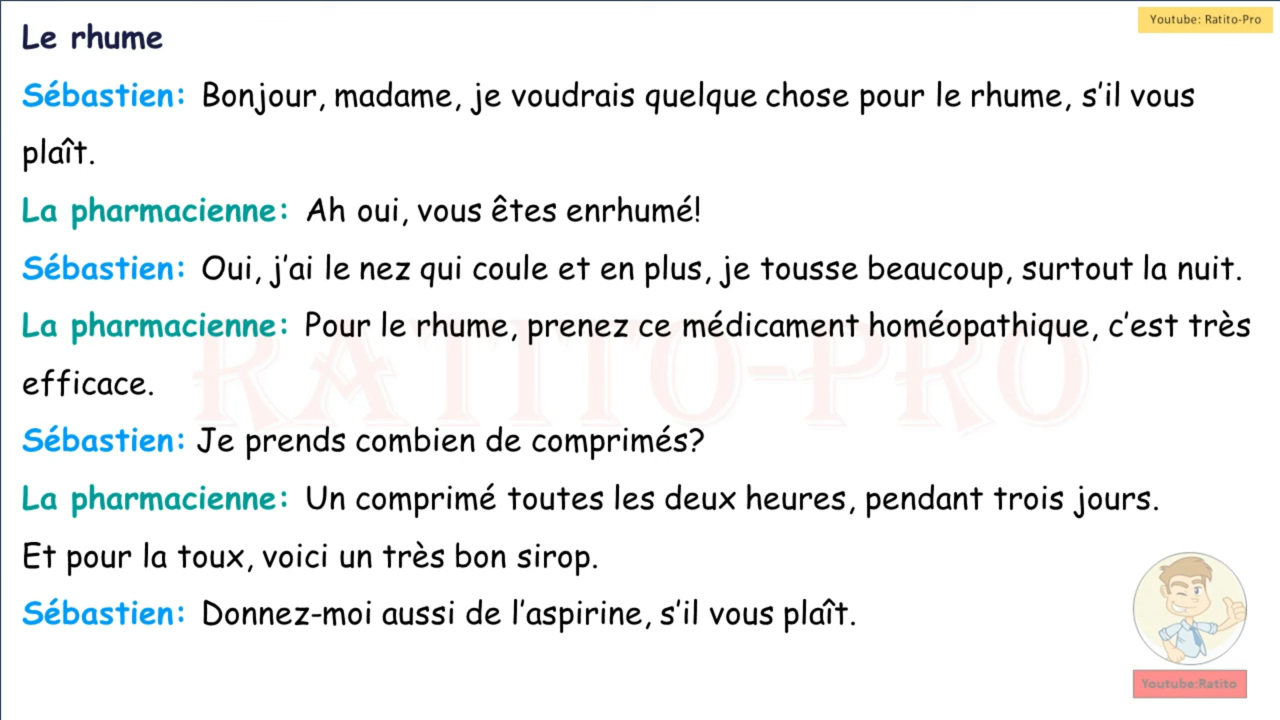 Youtube: Ratito-Pro
Le rhume
Sébastien: Bonjour, madame, je voudrais quelque chose pour le rhume, s'il vous
plaît.
La pharmacienne: Ah oui, vous êtes enrhumé!
Sébastien: Oui, j'ai le nez qui coule et en plus, je tousse beaucoup, surtout la nuit.
La pharmacienne: Pour le rhume, prenez ce médicament homéopathique, c'est très
efficace.
RATITO-PRO
Sébastien: Je prends combien de comprimés?
La pharmacienne: Un comprimé toutes les deux heures, pendant trois jours.
Et pour la toux, voici un très bon sirop.
Sébastien: Donnez-moi aussi de l'aspirine, s'il vous plaît.
Youtube:Ratito